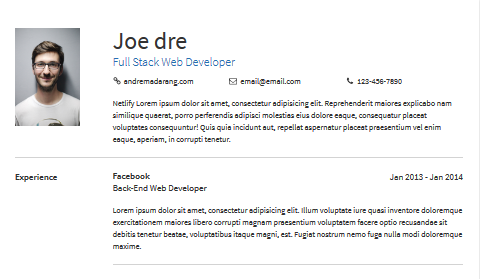 Joe dre
Full Stack Web Developer
andremadarang.com email@email.com 123-456-7890
Netlify Lorem ipsum dolor sit amet, consectetur adipisicing elit. Reprehenderit maiores explicabo nam
similique quaerat, porro perferendis adipisci molestias eius dolore eaque, consequatur placeat
voluptates consequuntur! Quis quia incidunt aut, repellat aspernatur placeat praesentium vel enim
eaque, aperiam, in corrupti tenetur.
Experience
Facebook Jan 2013 - Jan 2014
Back-End Web Developer
Lorem ipsum dolor sit amet, consectetur adipisicing elit. Illum voluptate iure quasi inventore doloremque
exercitationem maiores libero corrupti magnam praesentium voluptatem facere porro reiciendis est sit
debitis tenetur beatae, voluptatibus itaque magni, est. Fugiat nostrum nemo fuga nulla modi doloremque
maxime.